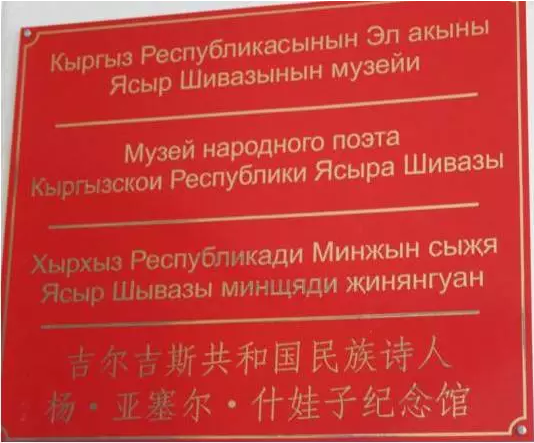 Кыргыз Республикасынын Эл акыны
Ясыр Шивазынын музейи
Музей народного поэта
Кыргызскои Республики Ясыра Шивазы
Хырхыз Республикади Минжын сыҗя
Ясыр Шывазы минщяди җинянгуан
吉尔吉斯共和国民族诗人
杨·亚塞尔·什娃子纪念馆